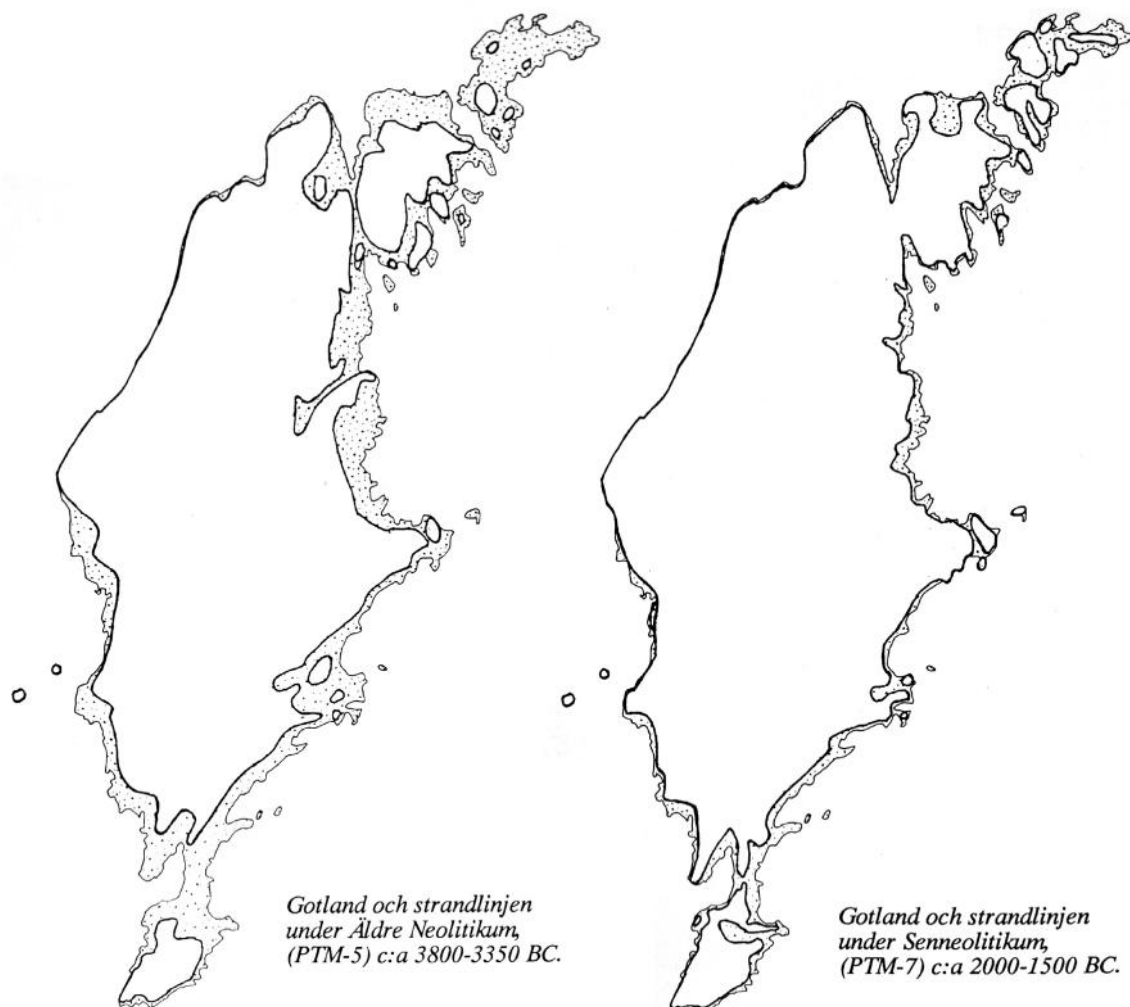 Gotland och strandlinjen
under Äldre Neolitikum,
(PTM-5) c:a 3800-3350 BC.
Gotland och strandlinjen
under Senneolitikum,
(PTM-7) c:a 2000-1500 BC.